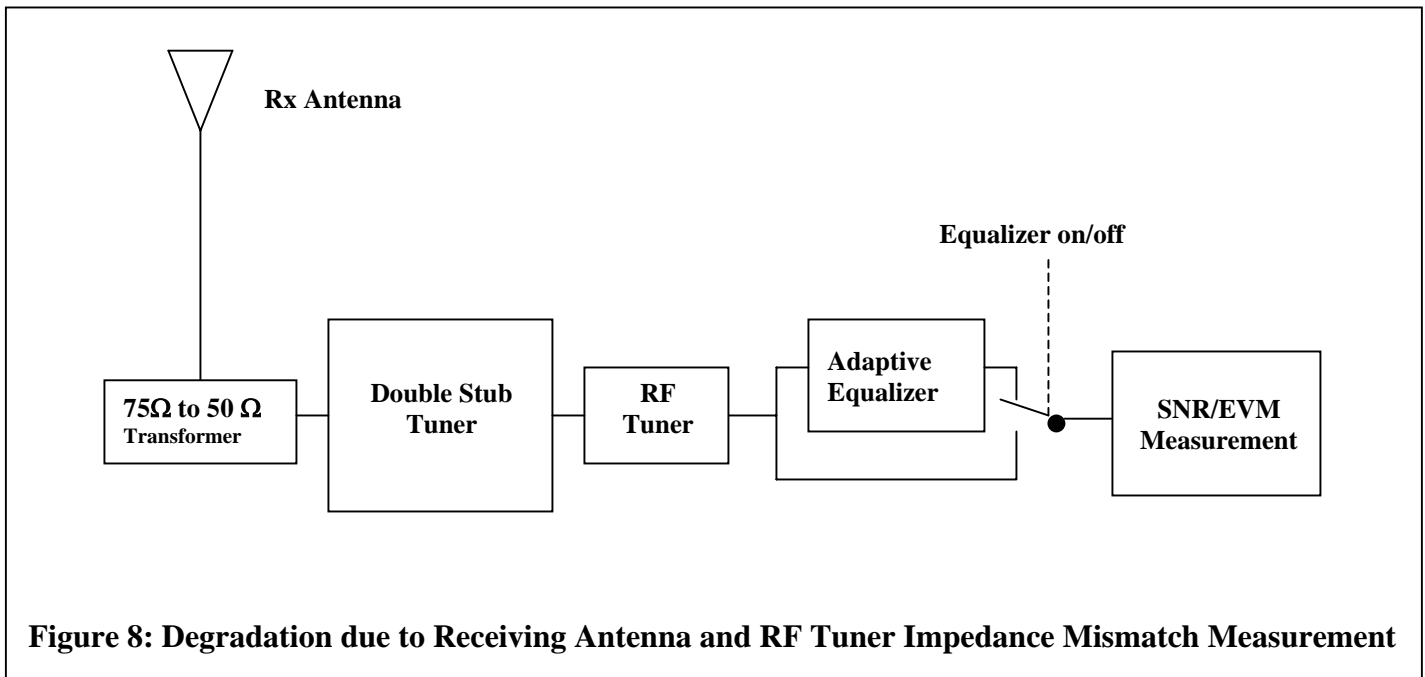 Rx Antenna
Equalizer on/off
75Ω to 50 Ω
Transformer
Double Stub
Tuner
RF
Tuner
Adaptive
Equalizer
SNR/EVM
Measurement
Figure 8: Degradation due to Receiving Antenna and RF Tuner Impedance Mismatch Measurement